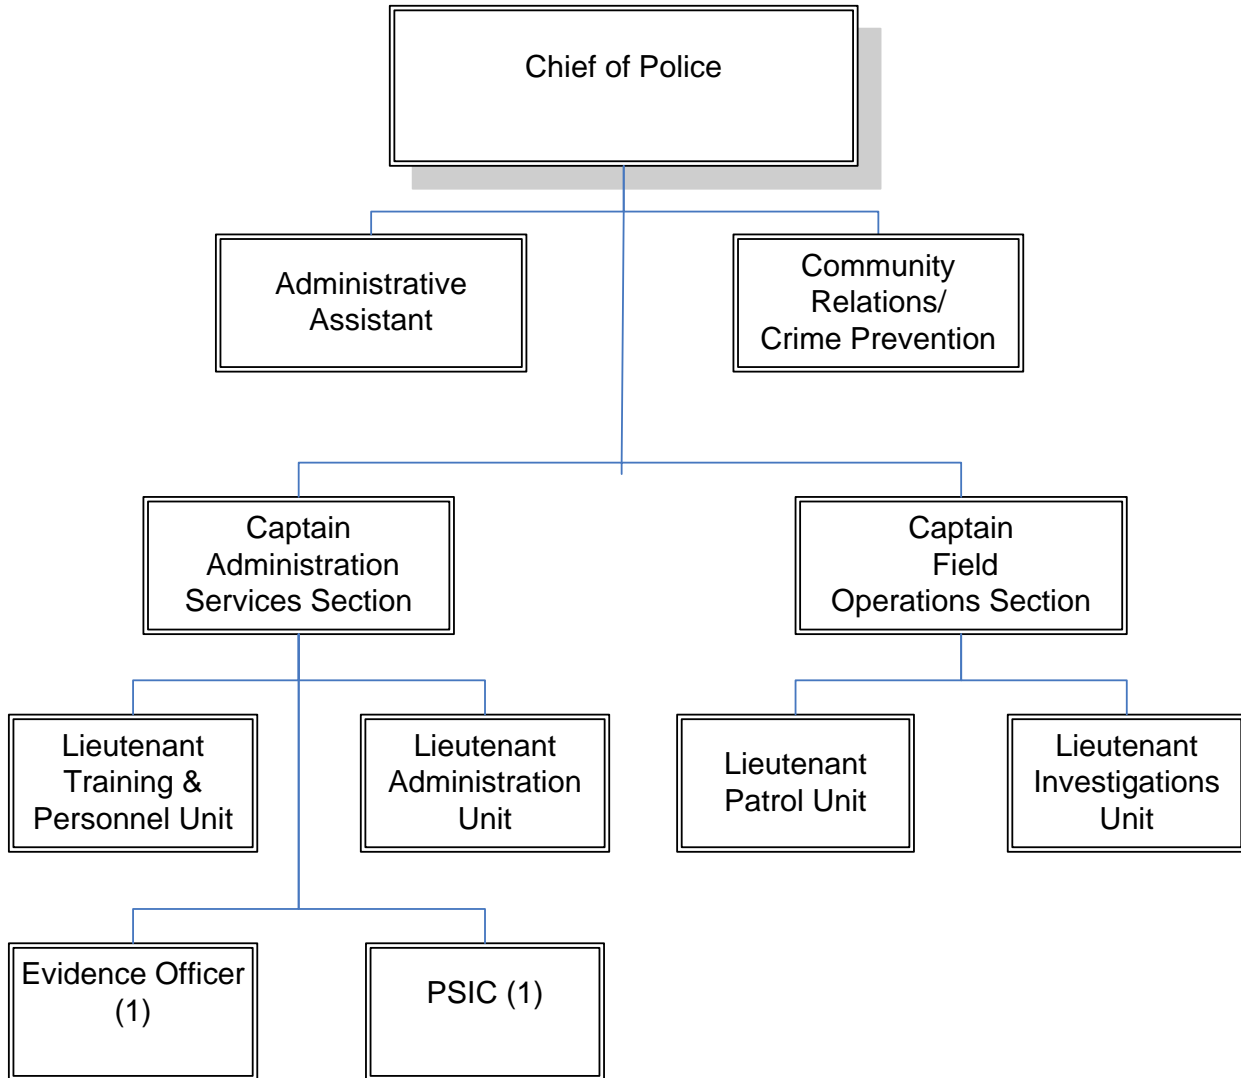 Chief of Police
Administrative
Assistant
Community
Relations/
Crime Prevention
Captain
Administration
Services Section
Captain
Field
Operations Section
Lieutenant
Training &
Personnel Unit
Lieutenant
Administration
Unit
Lieutenant
Patrol Unit
Lieutenant
Investigations
Unit
Evidence Officer
(1)
PSIC (1)